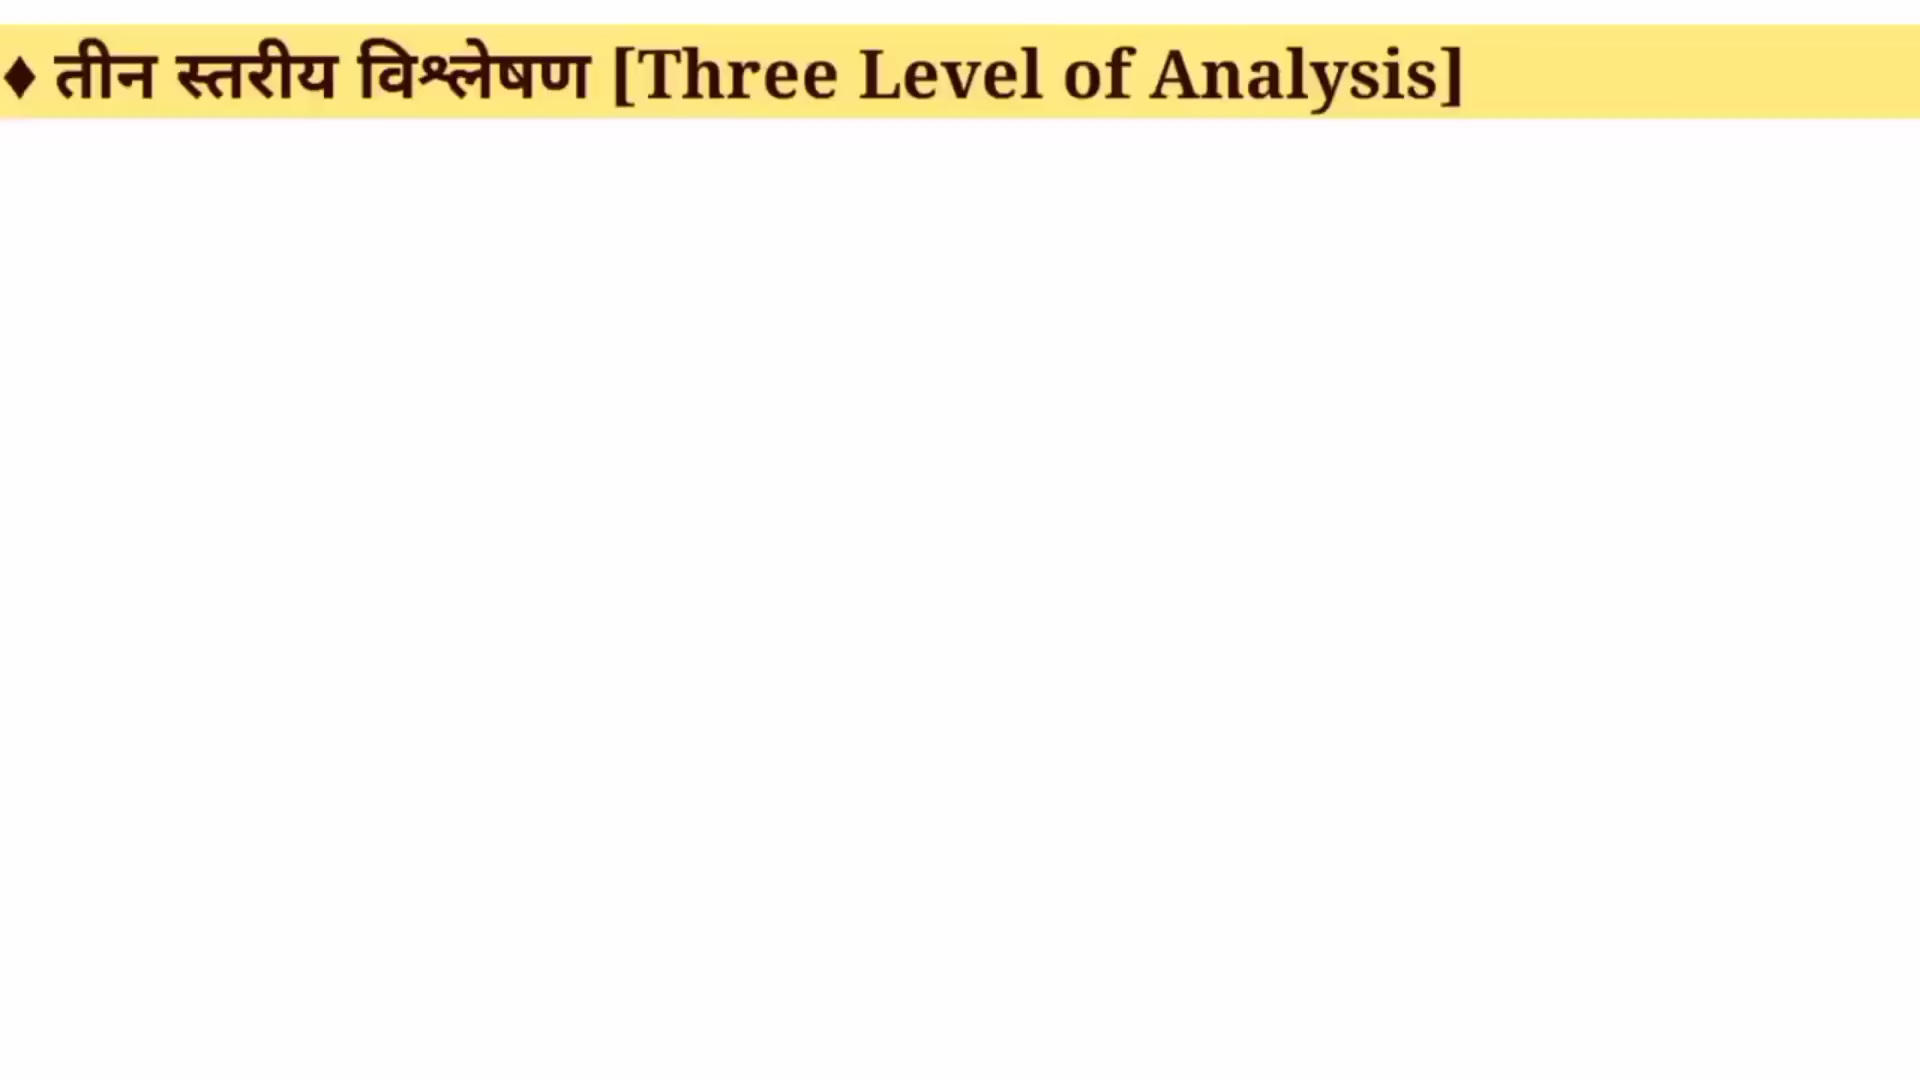 ♦ तीन स्तरीय विश्लेषण [Three Level of Analysis]